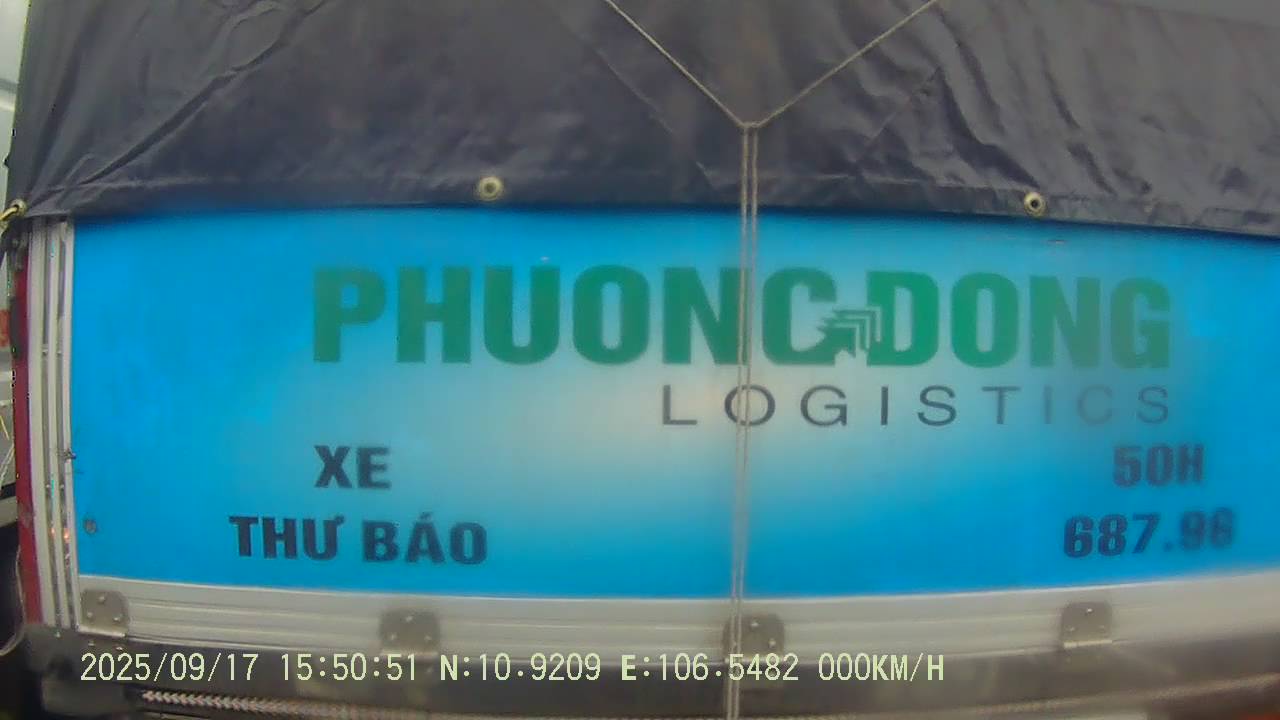 PHUONG DONG
LOGISTICS
XE
THƯ BÁO
50H
687.96
2025/09/17 15:50:51 N:10.9209 E:106.5482 000KM/H